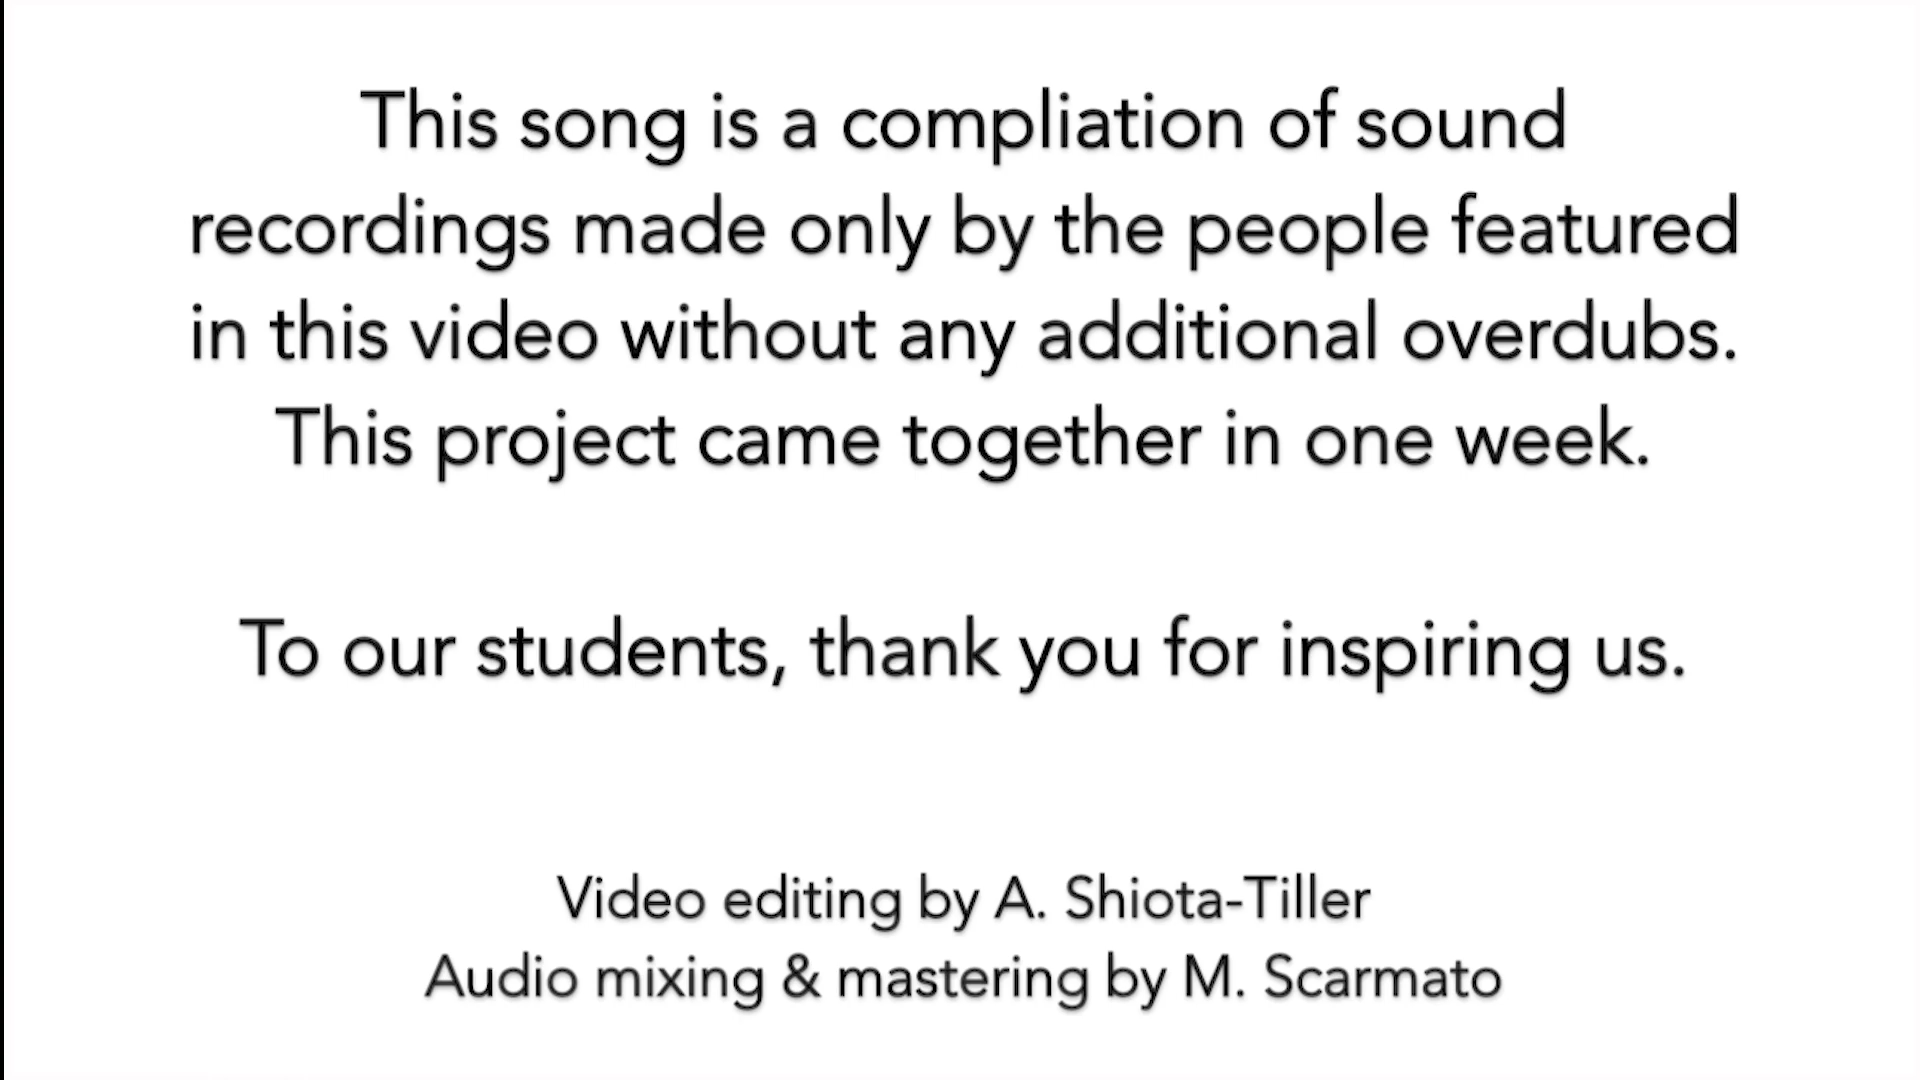 This song is a compliation of sound
recordings made only by the people featured
in this video without any additional overdubs.
This project came together in one week.
To our students, thank you for inspiring us.
Video editing by A. Shiota-Tiller
Audio mixing & mastering by M. Scarmato